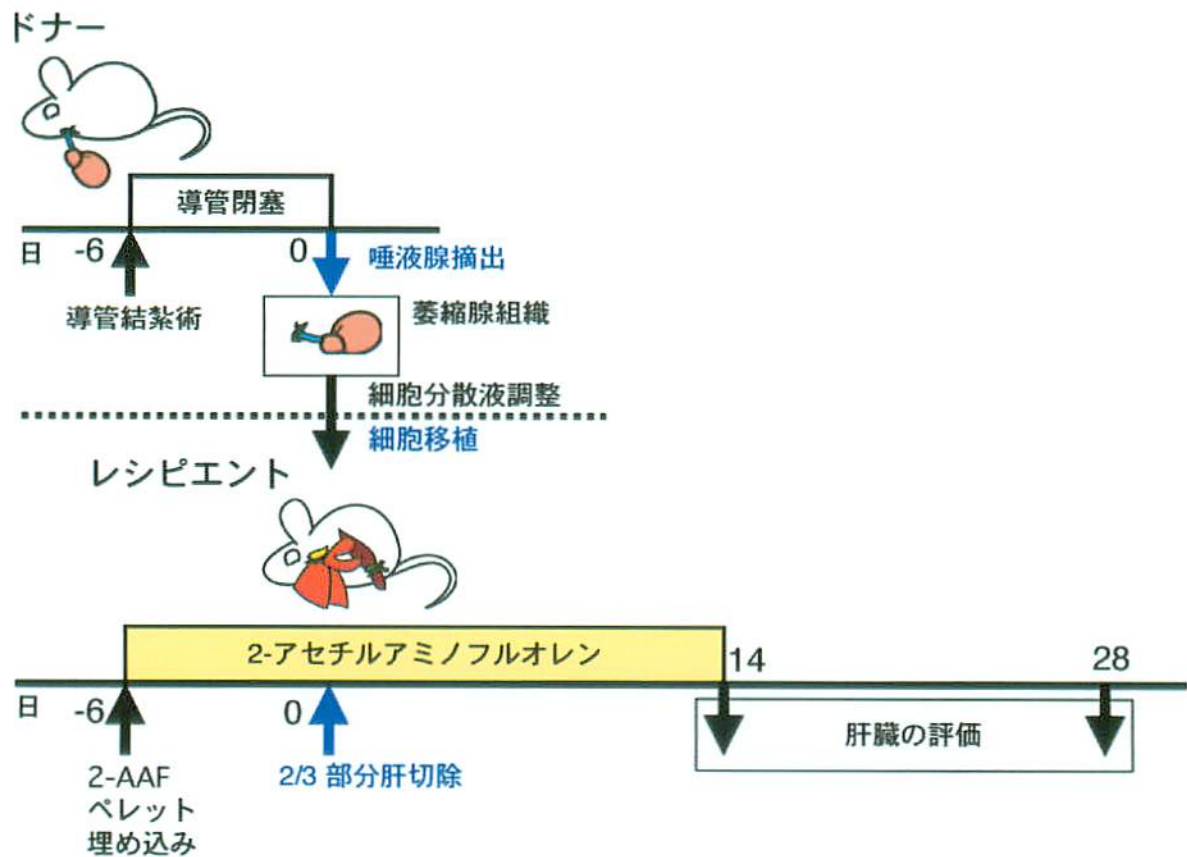 ドナー
導管閉塞
日 -6 0
唾液腺摘出
導管結紮術
萎縮腺組織
細胞分散液調整
細胞移植
レシピエント
2-アセチルアミノフルオレン
14 28
日 -6 0
肝臓の評価
2-AAF
ペレット
埋め込み
2/3 部分肝切除